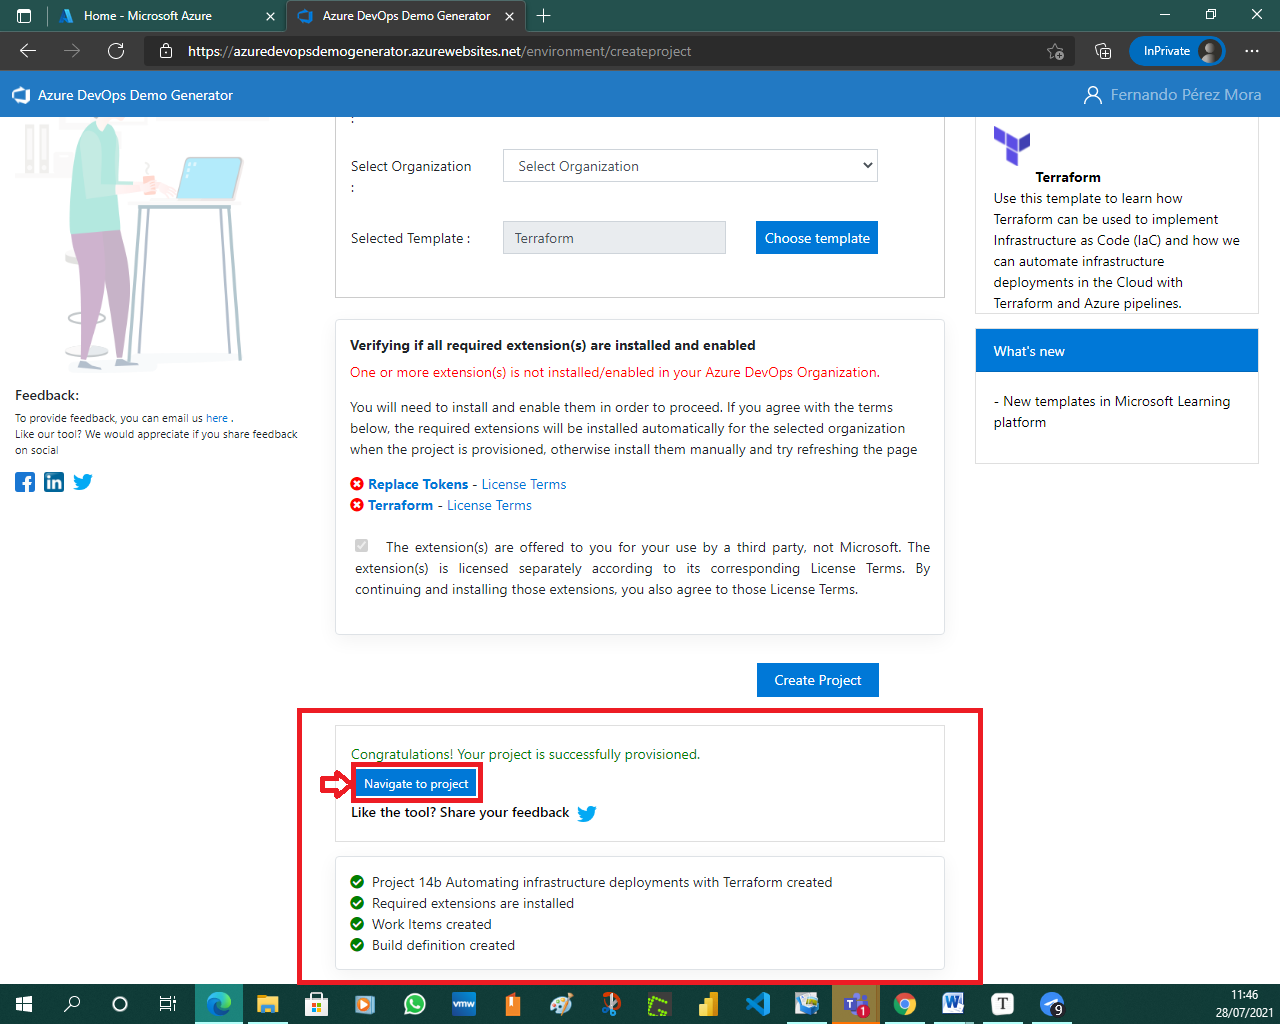 Home - Microsoft Azure
Azure DevOps Demo Generator
https://azuredevopsdemogenerator.azurewebsites.net/environment/createproject
InPrivate
Azure DevOps Demo Generator
Fernando Pérez Mora
:
Select Organization
:
Select Organization
Selected Template :
Terraform
Choose template
Verifying if all required extension(s) are installed and enabled
One or more extension(s) is not installed/enabled in your Azure DevOps Organization.
You will need to install and enable them in order to proceed. If you agree with the terms
below, the required extensions will be installed automatically for the selected organization
when the project is provisioned, otherwise install them manually and try refreshing the page
Replace Tokens - License Terms
Terraform - License Terms
The extension(s) are offered to you for your use by a third party, not Microsoft. The
extension(s) is licensed separately according to its corresponding License Terms. By
continuing and installing those extensions, you also agree to those License Terms.
Create Project
Congratulations! Your project is successfully provisioned.
Navigate to project
Like the tool? Share your feedback
Project 14b Automating infrastructure deployments with Terraform created
Required extensions are installed
Work Items created
Build definition created
Feedback:
To provide feedback, you can email us here .
Like our tool? We would appreciate if you share feedback
on social
Terraform
Use this template to learn how
Terraform can be used to implement
Infrastructure as Code (IaC) and how we
can automate infrastructure
deployments in the Cloud with
Terraform and Azure pipelines.
What's new
- New templates in Microsoft Learning
platform
vmw
1
W
T
9
11:46
28/07/2021